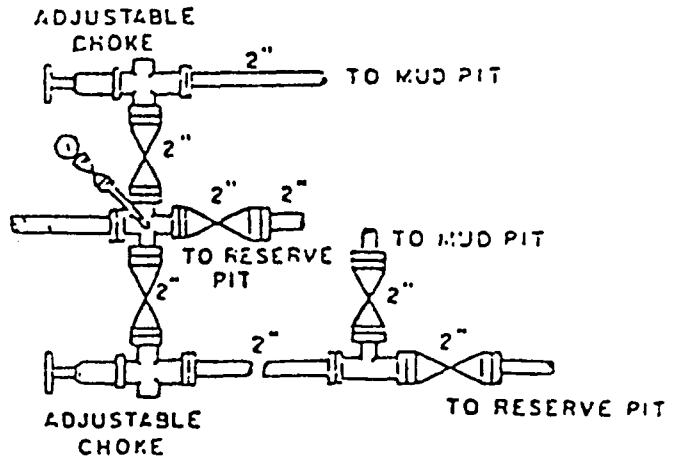 ADJUSTABLE
CHOKE
2"
TO MUD PIT
2"
2" 2"
TO RESERVE
PIT
TO MUD PIT
2"
2"
2"
2"
TO RESERVE PIT
ADJUSTABLE
CHOKE